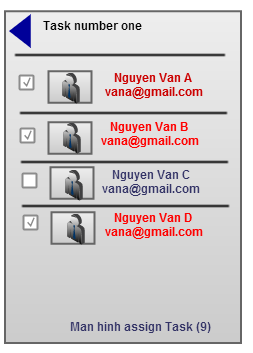 Task number one
Nguyen Van A
vana@gmail.com
Nguyen Van B
vana@gmail.com
Nguyen Van C
vana@gmail.com
Nguyen Van D
vana@gmail.com
Man hinh assign Task (9)